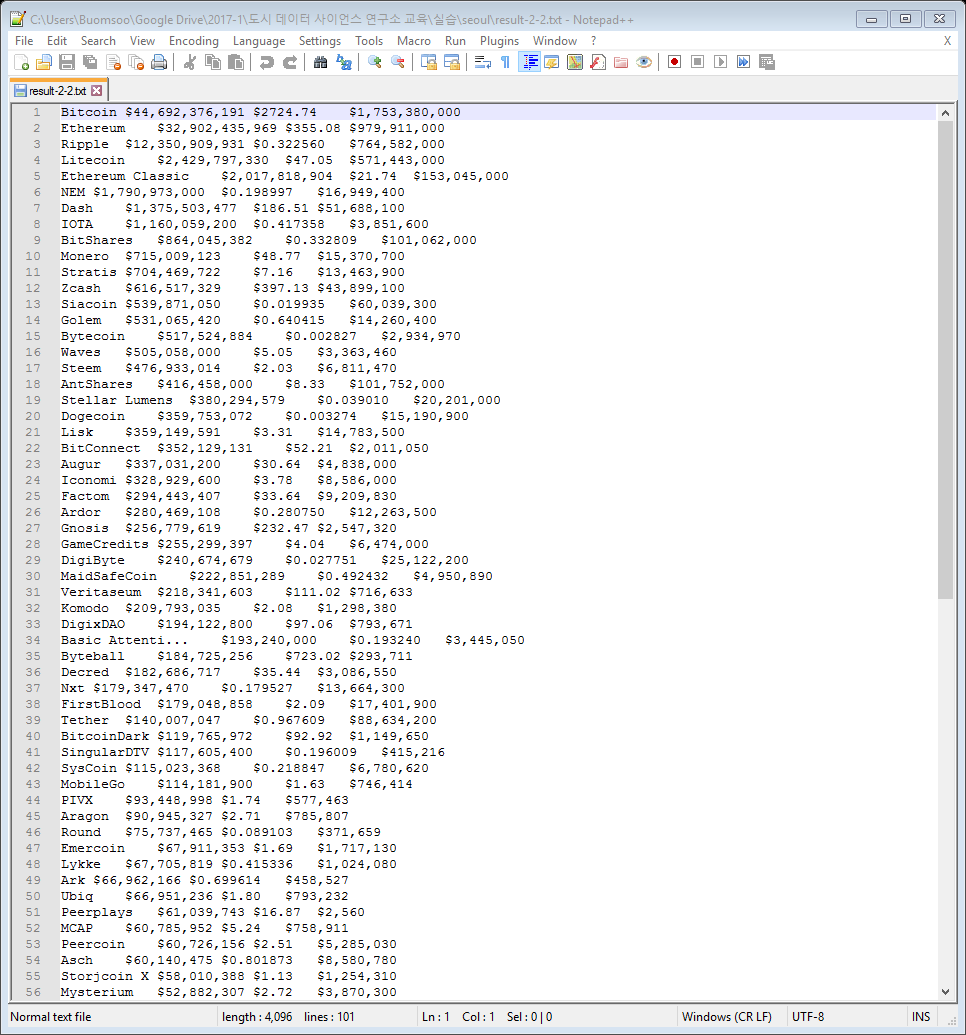 C:\Users\Buomsoo\Google Drive\2017-1\도시 데이터 사이언스 연구소 교육\실습\seoul\result-2-2.txt - Notepad++
File Edit Search View Encoding Language Settings Tools Macro Run Plugins Window ? X
result-2-2.txt
1 Bitcoin $44,692,376,191 $2724.74 $1,753,380,000
2 Ethereum $32,902,435,969 $355.08 $979,911,000
3 Ripple $12,350,909,931 $0.322560 $764,582,000
4 Litecoin $2,429,797,330 $47.05 $571,443,000
5 Ethereum Classic $2,017,818,904 $21.74 $153,045,000
6 NEM $1,790,973,000 $0.198997 $16,949,400
7 Dash $1,375,503,477 $186.51 $51,688,100
8 IOTA $1,160,059,200 $0.417358 $3,851,600
9 BitShares $864,045,382 $0.332809 $101,062,000
10 Monero $715,009,123 $48.77 $15,370,700
11 Stratis $704,469,722 $7.16 $13,463,900
12 Zcash $616,517,329 $397.13 $43,899,100
13 Siacoin $539,871,050 $0.019935 $60,039,300
14 Golem $531,065,420 $0.640415 $14,260,400
15 Bytecoin $517,524,884 $0.002827 $2,934,970
16 Waves $505,058,000 $5.05 $3,363,460
17 Steem $476,933,014 $2.03 $6,811,470
18 AntShares $416,458,000 $8.33 $101,752,000
19 Stellar Lumens $380,294,579 $0.039010 $20,201,000
20 Dogecoin $359,753,072 $0.003274 $15,190,900
21 Lisk $359,149,591 $3.31 $14,783,500
22 BitConnect $352,129,131 $52.21 $2,011,050
23 Augur $337,031,200 $30.64 $4,838,000
24 Iconomi $328,929,600 $3.78 $8,586,000
25 Factom $294,443,407 $33.64 $9,209,830
26 Ardor $280,469,108 $0.280750 $12,263,500
27 Gnosis $256,779,619 $232.47 $2,547,320
28 GameCredits $255,299,397 $4.04 $6,474,000
29 DigiByte $240,674,679 $0.027751 $25,122,200
30 MaidSafeCoin $222,851,289 $0.492432 $4,950,890
31 Veritaseum $218,341,603 $111.02 $716,633
32 Komodo $209,793,035 $2.08 $1,298,380
33 DigixDAO $194,122,800 $97.06 $793,671
34 Basic Attenti... $193,240,000 $0.193240 $3,445,050
35 Byteball $184,725,256 $723.02 $293,711
36 Decred $182,686,717 $35.44 $3,086,550
37 Nxt $179,347,470 $0.179527 $13,664,300
38 FirstBlood $179,048,858 $2.09 $17,401,900
39 Tether $140,007,047 $0.967609 $88,634,200
40 BitcoinDark $119,765,972 $92.92 $1,149,650
41 SingularDTV $117,605,400 $0.196009 $415,216
42 SysCoin $115,023,368 $0.218847 $6,780,620
43 MobileGo $114,181,900 $1.63 $746,414
44 PIVX $93,448,998 $1.74 $577,463
45 Aragon $90,945,327 $2.71 $785,807
46 Round $75,737,465 $0.089103 $371,659
47 Emercoin $67,911,353 $1.69 $1,717,130
48 Lykke $67,705,819 $0.415336 $1,024,080
49 Ark $66,962,166 $0.699614 $458,527
50 Ubiq $66,951,236 $1.80 $793,232
51 Peerplays $61,039,743 $16.87 $2,560
52 MCAP $60,785,952 $5.24 $758,911
53 Peercoin $60,726,156 $2.51 $5,285,030
54 Asch $60,140,475 $0.801873 $8,580,780
55 Storjcoin X $58,010,388 $1.13 $1,254,310
56 Mysterium $52,882,307 $2.72 $3,870,300
Normal text file length : 4,096 lines : 101 Ln : 1 Col : 1 Sel : 0 | 0 Windows (CR LF) UTF-8 INS